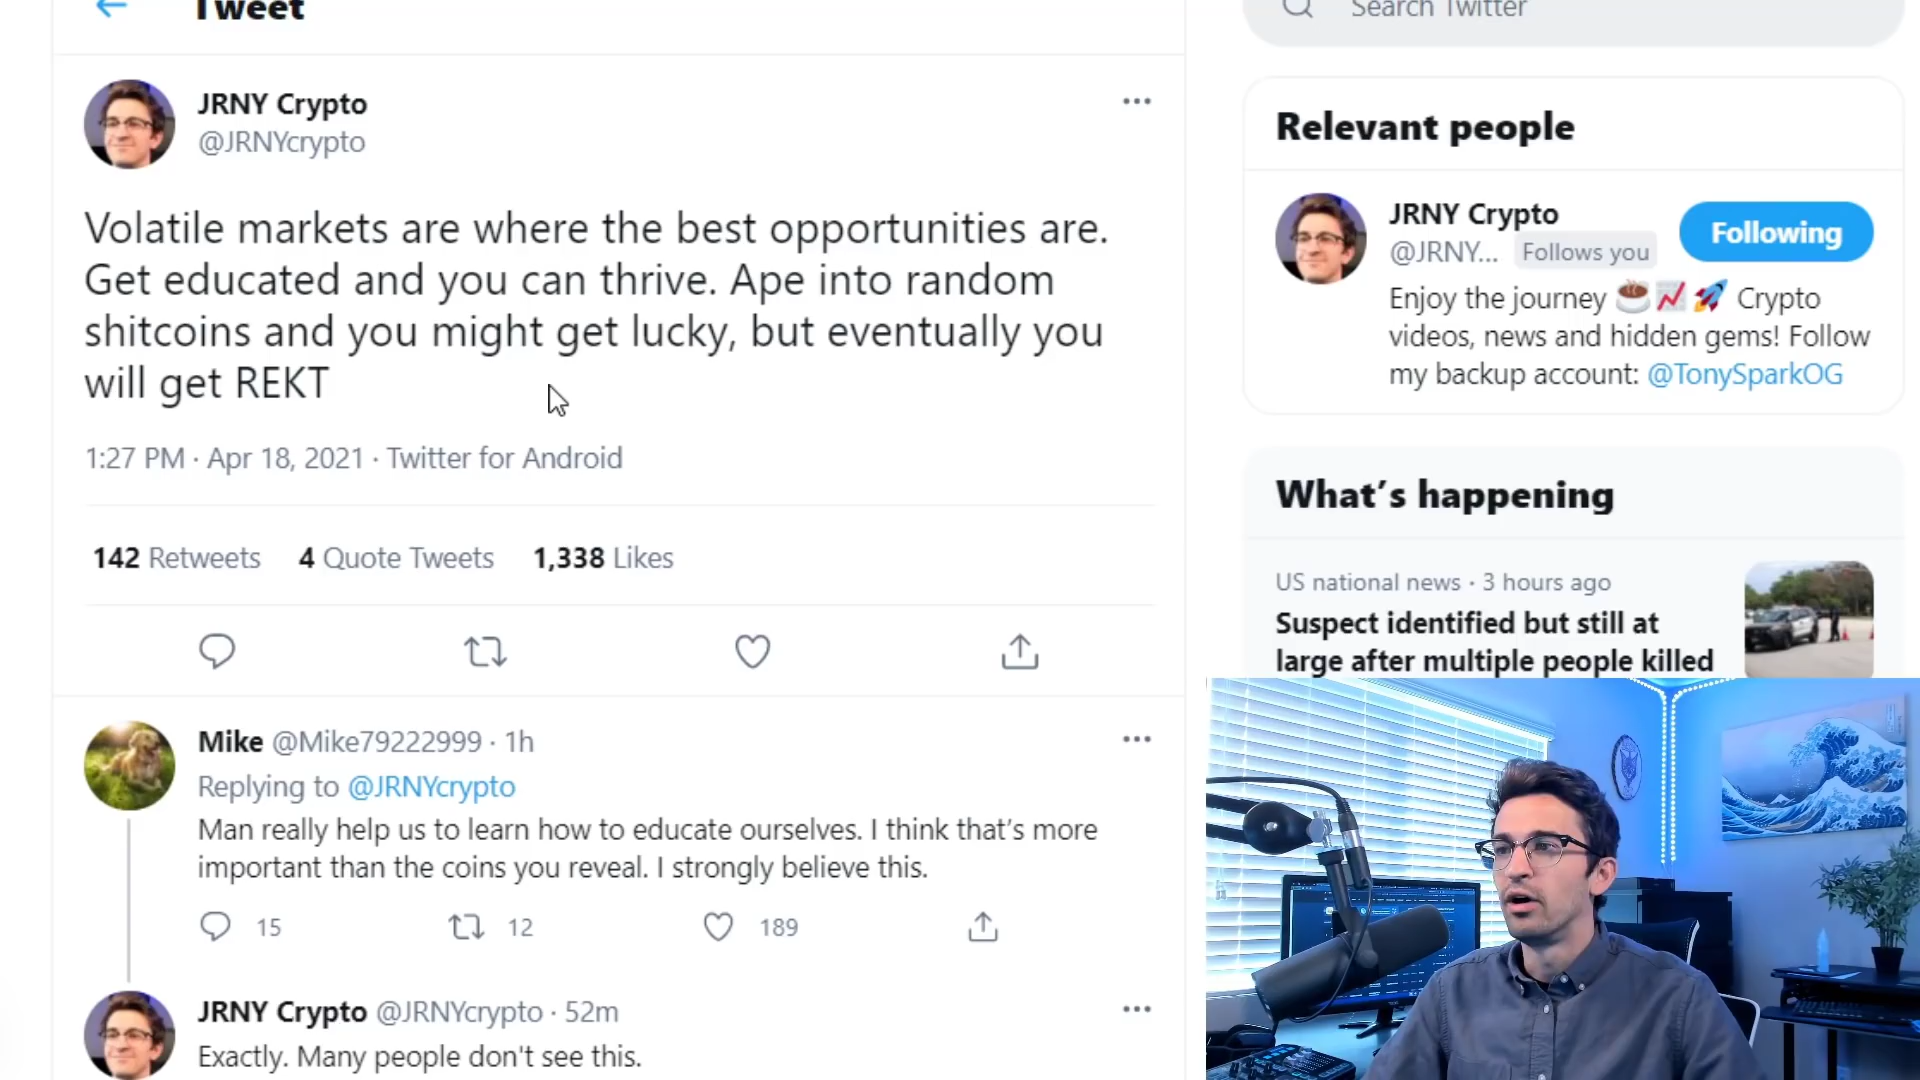 Tweet
Search Twitter
JRNY Crypto
@JRNYcrypto
Volatile markets are where the best opportunities are.
Get educated and you can thrive. Ape into random
shitcoins and you might get lucky, but eventually you
will get REKT
1:27 PM · Apr 18, 2021 · Twitter for Android
142 Retweets 4 Quote Tweets 1,338 Likes
Mike @Mike79222999 · 1h
Replying to @JRNYcrypto
Man really help us to learn how to educate ourselves. I think that's more
important than the coins you reveal. I strongly believe this.
15 12 189
JRNY Crypto @JRNYcrypto · 52m
Exactly. Many people don't see this.
Relevant people
JRNY Crypto
@JRNY... Follows you
Following
Enjoy the journey ☕📈🚀 Crypto
videos, news and hidden gems! Follow
my backup account: @TonySparkOG
What's happening
US national news · 3 hours ago
Suspect identified but still at
large after multiple people killed